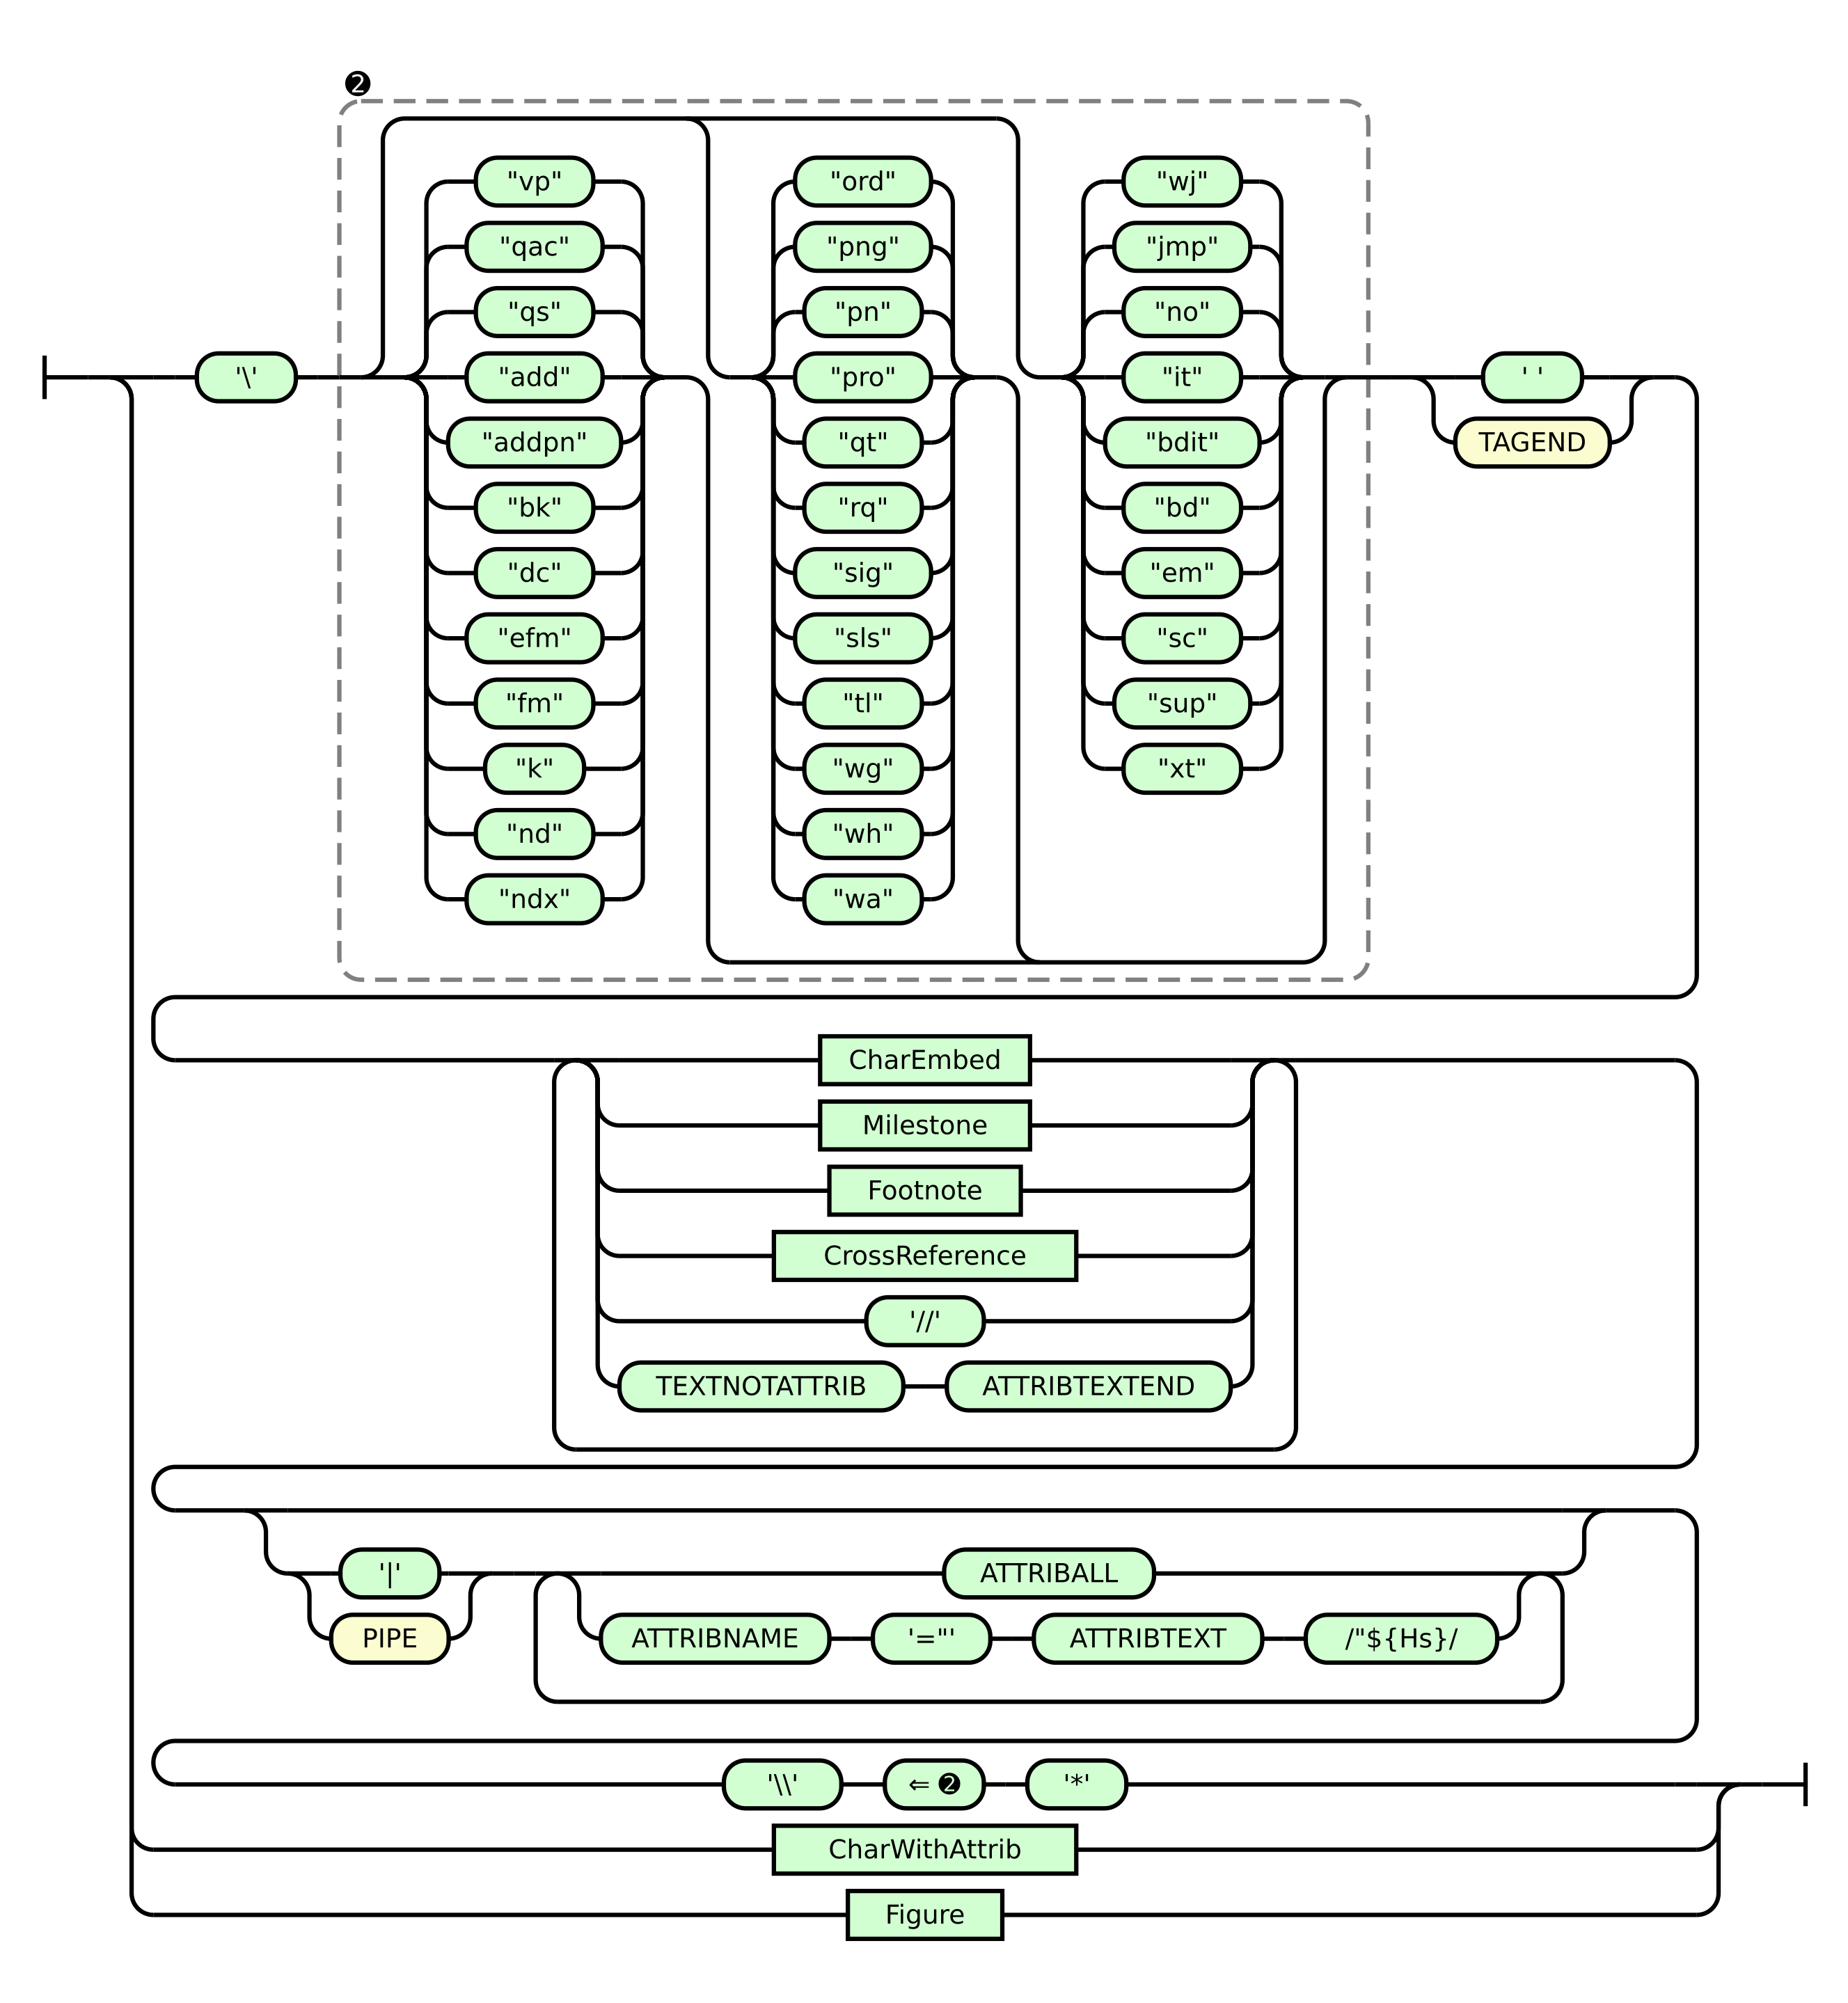 ❷
"vp" "ord" "wj"
"qac" "png" "jmp"
"qs" "pn" "no"
'\' "add" "pro" "it" ' '
"addpn" "qt" "bdit" TAGEND
"bk" "rq" "bd"
"dc" "sig" "em"
"efm" "sls" "sc"
"fm" "tl" "sup"
"k" "wg" "xt"
"nd" "wh"
"ndx" "wa"
CharEmbed
Milestone
Footnote
CrossReference
'//'
TEXTNOTATTRIB ATTRIBTEXTEND
'|' ATTRIBALL
PIPE ATTRIBNAME '="' ATTRIBTEXT /"${Hs}/
'\\' ⇐ ❷ '*'
CharWithAttrib
Figure